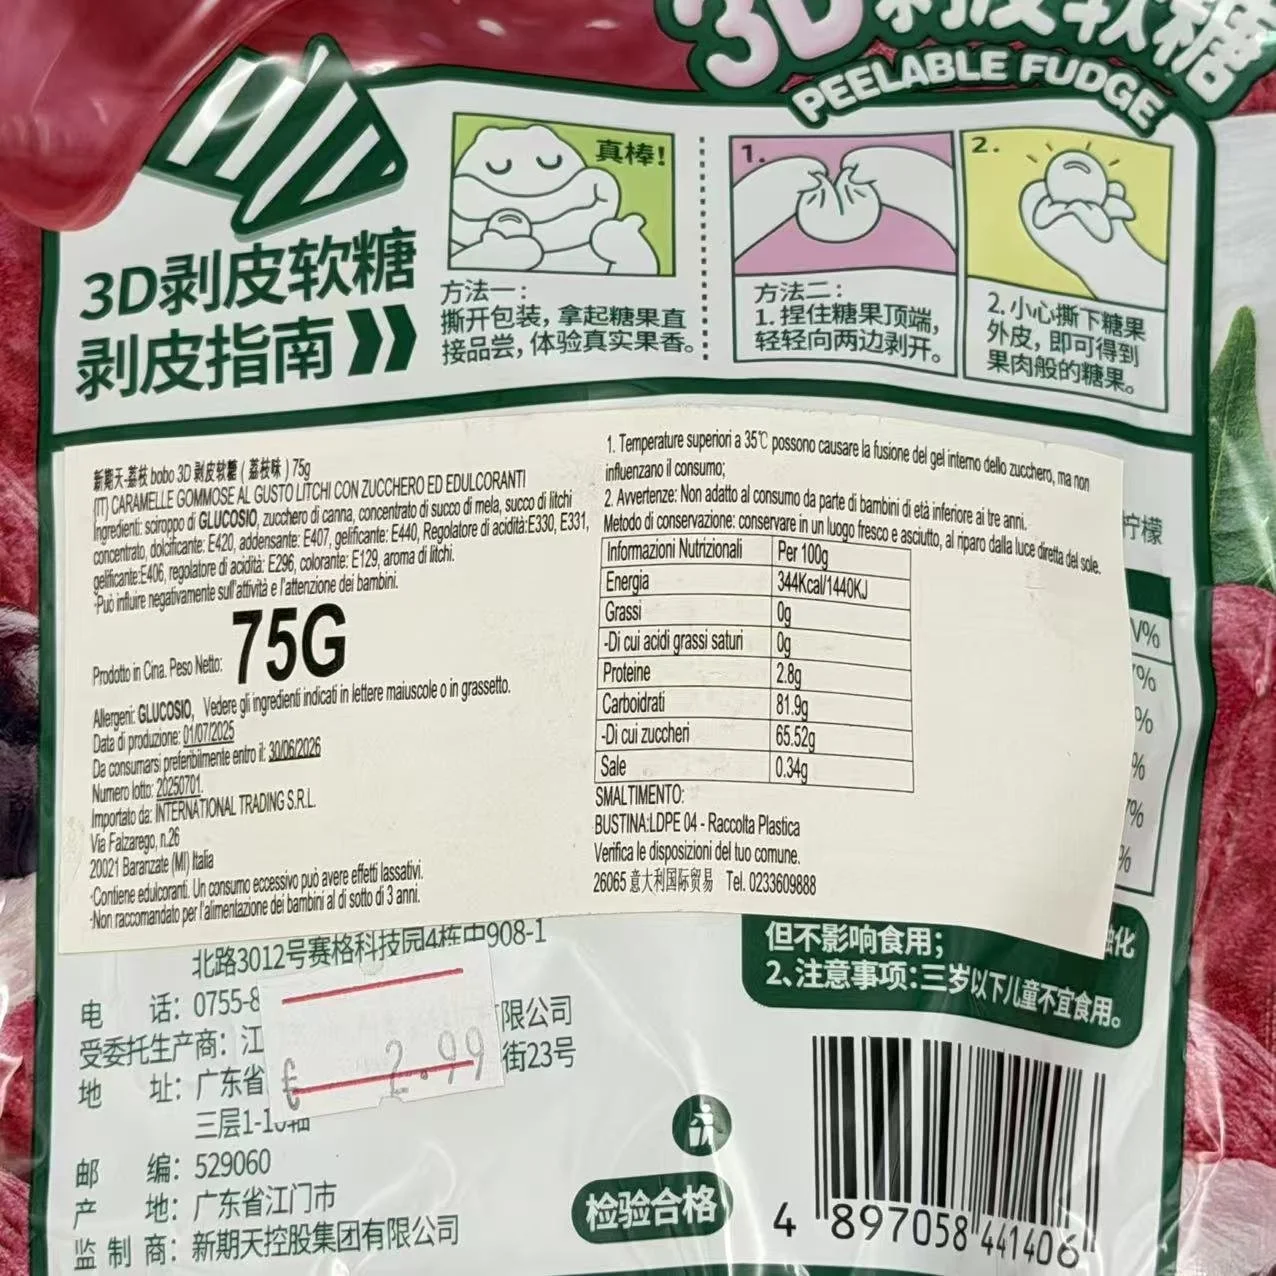 3D剥皮软糖
PEELABLE FUDGE
3D剥皮软糖
剥皮指南
真棒!
方法一:
撕开包装,拿起糖果直
接品尝,体验真实果香。
1.
方法二:
1. 捏住糖果顶端,
轻轻向两边剥开。
2.
2. 小心撕下糖果
外皮,即可得到
果肉般的糖果。
新期天-荔枝 bobo 3D 剥皮软糖 ( 荔枝味 ) 75g
(IT) CARAMELLE GOMMOSE AL GUSTO LITCHI CON ZUCCHERO ED EDULCORANTI
Ingredienti: sciroppo di GLUCOSIO, zucchero di canna, concentrato di succo di mela, succo di litchi
concentrato, dolcificante: E420, addensante: E407, gelificante: E440, Regolatore di acidità:E330, E331,
gelificante:E406, regolatore di acidità: E296, colorante: E129, aroma di litchi.
*Può influire negativamente sull'attività e l'attenzione dei bambini.
Prodotto in Cina. Peso Netto: 75G
Allergeni: GLUCOSIO, Vedere gli ingredienti indicati in lettere maiuscole o in grassetto.
Data di produzione: 01/07/2025
Da consumarsi preferibilmente entro il: 30/06/2026
Numero lotto: 20250701.
Importato da: INTERNATIONAL TRADING S.R.L.
Via Falzarego, n.26
20021 Baranzate (MI) Italia
*Contiene edulcoranti. Un consumo eccessivo può avere effetti lassativi.
*Non raccomandato per l'alimentazione dei bambini al di sotto di 3 anni.
1. Temperature superiori a 35℃ possono causare la fusione del gel interno dello zucchero, ma non
influenzano il consumo;
2. Avvertenze: Non adatto al consumo da parte di bambini di età inferiore ai tre anni.
Metodo di conservazione: conservare in un luogo fresco e asciutto, al riparo dalla luce diretta del sole.
Informazioni Nutrizionali Per 100g
Energia 344Kcal/1440KJ
Grassi 0g
-Di cui acidi grassi saturi 0g
Proteine 2.8g
Carboidrati 81.9g
-Di cui zuccheri 65.52g
Sale 0.34g
SMALTIMENTO:
BUSTINA:LDPE 04 - Raccolta Plastica
Verifica le disposizioni del tuo comune.
26065 意大利国际贸易 Tel. 0233609888
柠檬
V%
%
%
%
%
%
北路3012号赛格科技园4栋中908-1
电 话: 0755-8
受委托生产商: 江 有限公司
地 址: 广东省 街23号
三层1-10轴
€ 2.99
邮 编: 529060
产 地: 广东省江门市
监 制 商: 新期天控股集团有限公司
融化
但不影响食用;
2、注意事项:三岁以下儿童不宜食用。
检验合格
4 897058 441406